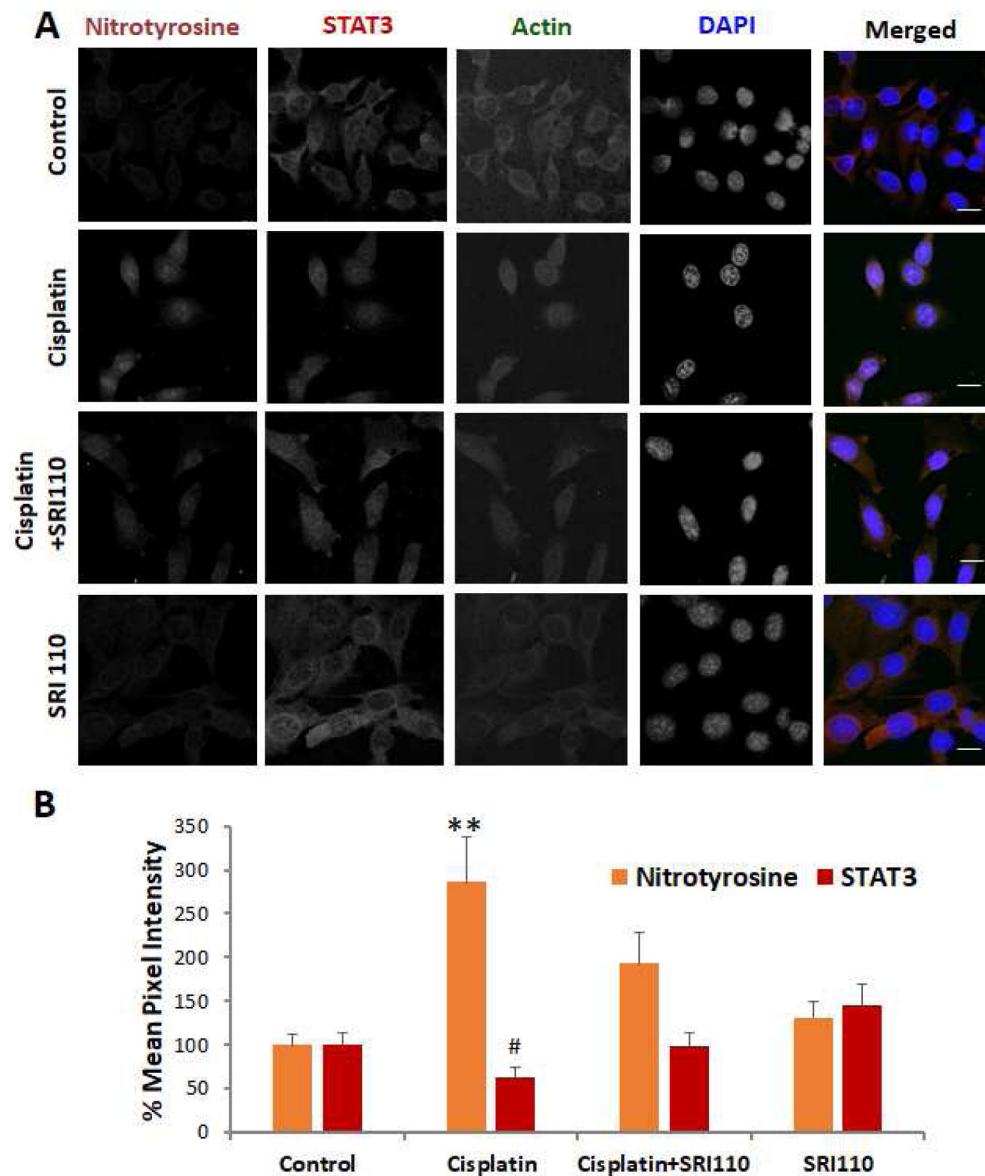 A
Nitrotyrosine STAT3 Actin DAPI Merged
Control
Cisplatin
Cisplatin
+SRI110
SRI 110
B
% Mean Pixel Intensity
350
300
250
200
150
100
50
0
**
#
Nitrotyrosine STAT3
Control Cisplatin Cisplatin+SRI110 SRI110